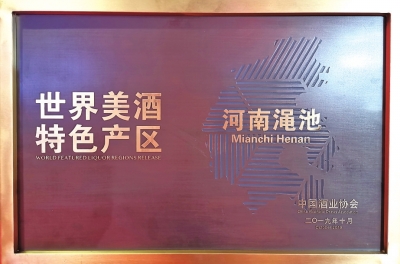 世界美酒
特色产区
WORLD FEATURED LIQUOR REGIONS RELEASE
河南渑池
Mianchi Henan
中国酒业协会
二〇一九年十月